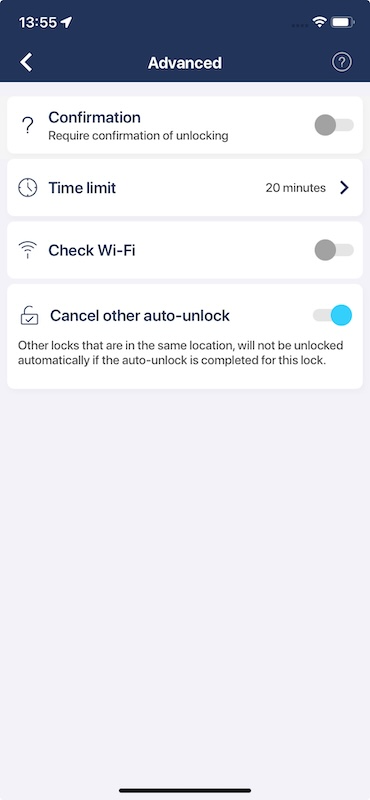 13:55
Advanced
?
?
Confirmation
Require confirmation of unlocking
Time limit
20 minutes
Check Wi-Fi
Cancel other auto-unlock
Other locks that are in the same location, will not be unlocked
automatically if the auto-unlock is completed for this lock.